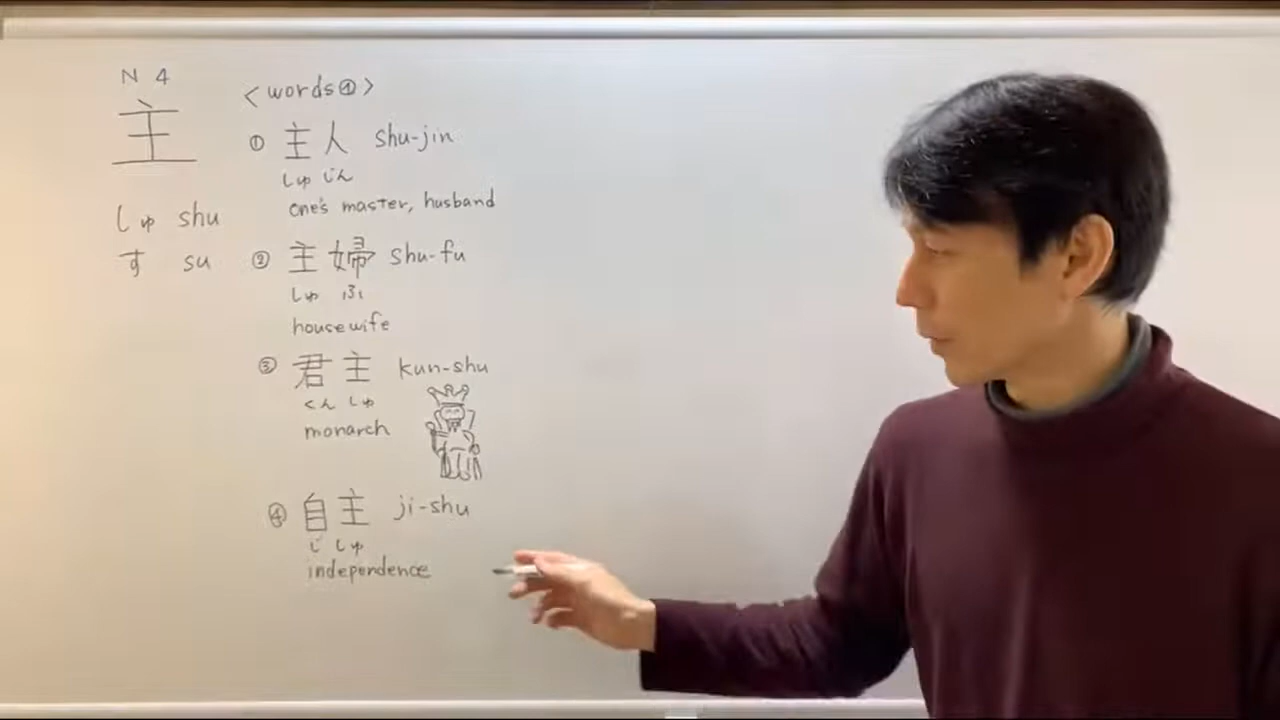 N 4
主
しゅ shu
す su
<words①>
① 主人 shu-jin
しゅ じん
one's master, husband
② 主婦 shu-fu
しゅ ふ
housewife
③ 君主 kun-shu
くん しゅ
monarch
④ 自主 ji-shu
じ しゅ
independence